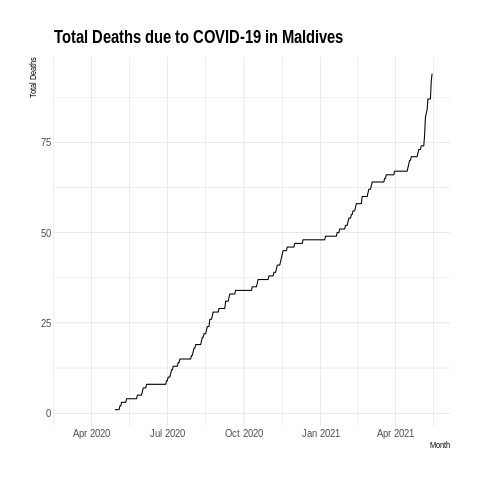 Total Deaths due to COVID-19 in Maldives
Total Deaths
75
50
25
0
Apr 2020 Jul 2020 Oct 2020 Jan 2021 Apr 2021
Month